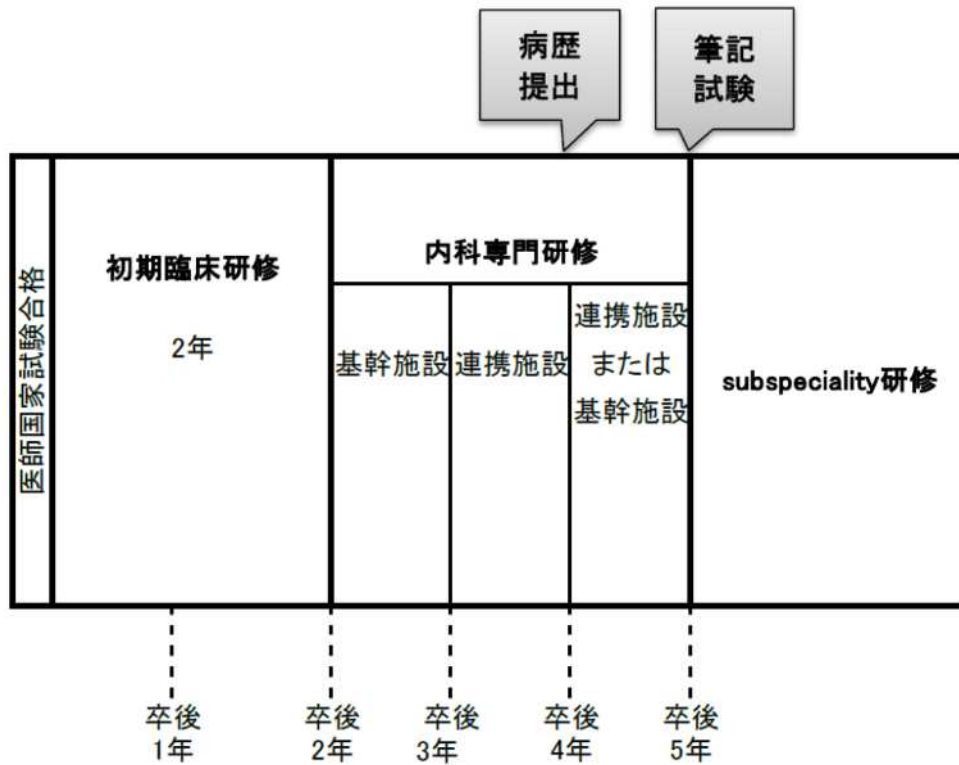 病歴
提出
筆記
試験
医師国家試験合格
初期臨床研修
2年
内科専門研修
基幹施設
連携施設
連携施設
または
基幹施設
subspeciality研修
卒後
1年
卒後
2年
卒後
3年
卒後
4年
卒後
5年